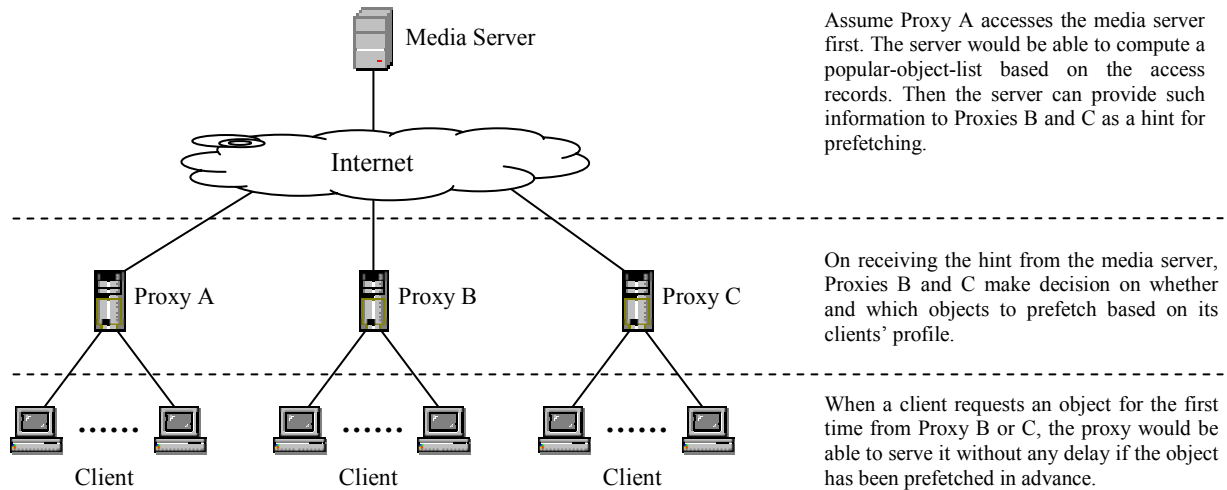 Media Server
Assume Proxy A accesses the media server
first. The server would be able to compute a
popular-object-list based on the access
records. Then the server can provide such
information to Proxies B and C as a hint for
prefetching.
Internet
Proxy A
Proxy B
Proxy C
On receiving the hint from the media server,
Proxies B and C make decision on whether
and which objects to prefetch based on its
clients’ profile.
......
......
......
Client
Client
Client
When a client requests an object for the first
time from Proxy B or C, the proxy would be
able to serve it without any delay if the object
has been prefetched in advance.